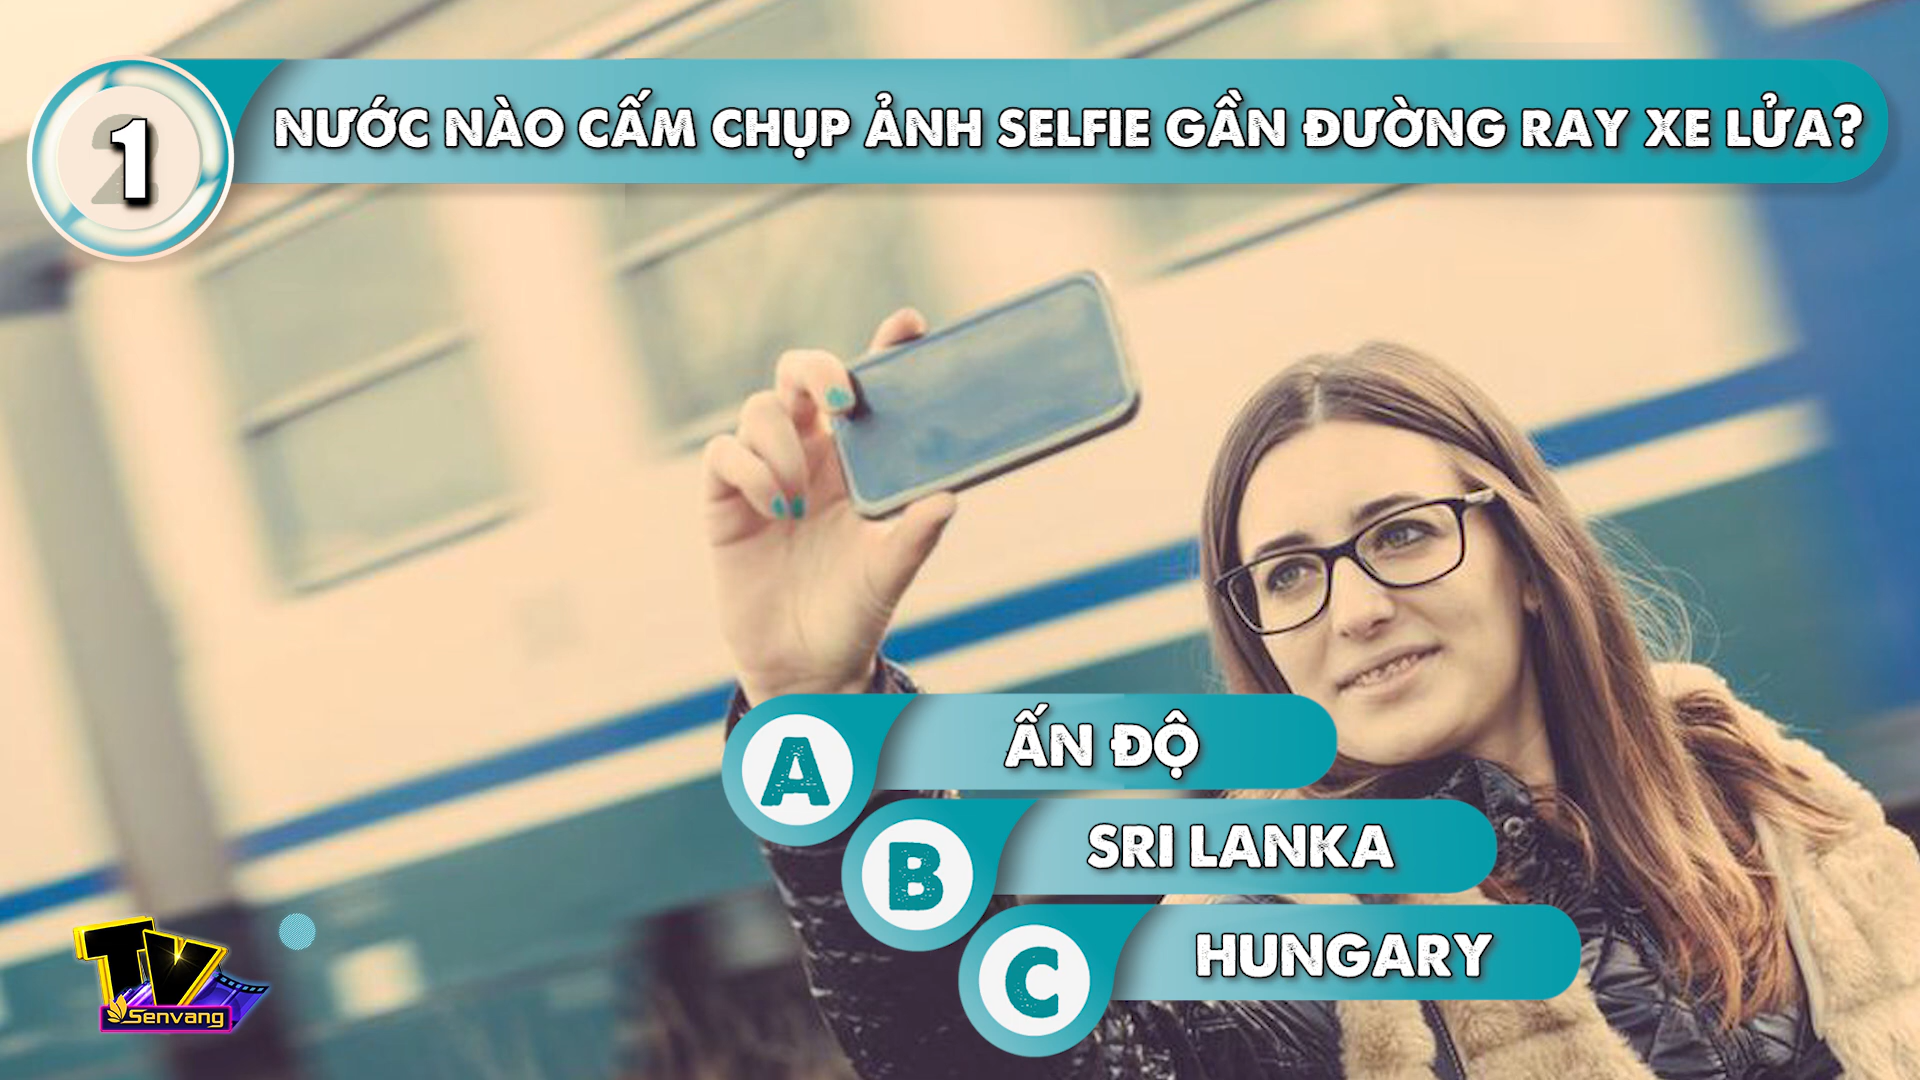 1
NƯỚC NÀO CẤM CHỤP ẢNH SELFIE GẦN ĐƯỜNG RAY XE LỬA?
A ẤN ĐỘ
B SRI LANKA
C HUNGARY
TV
Senvang